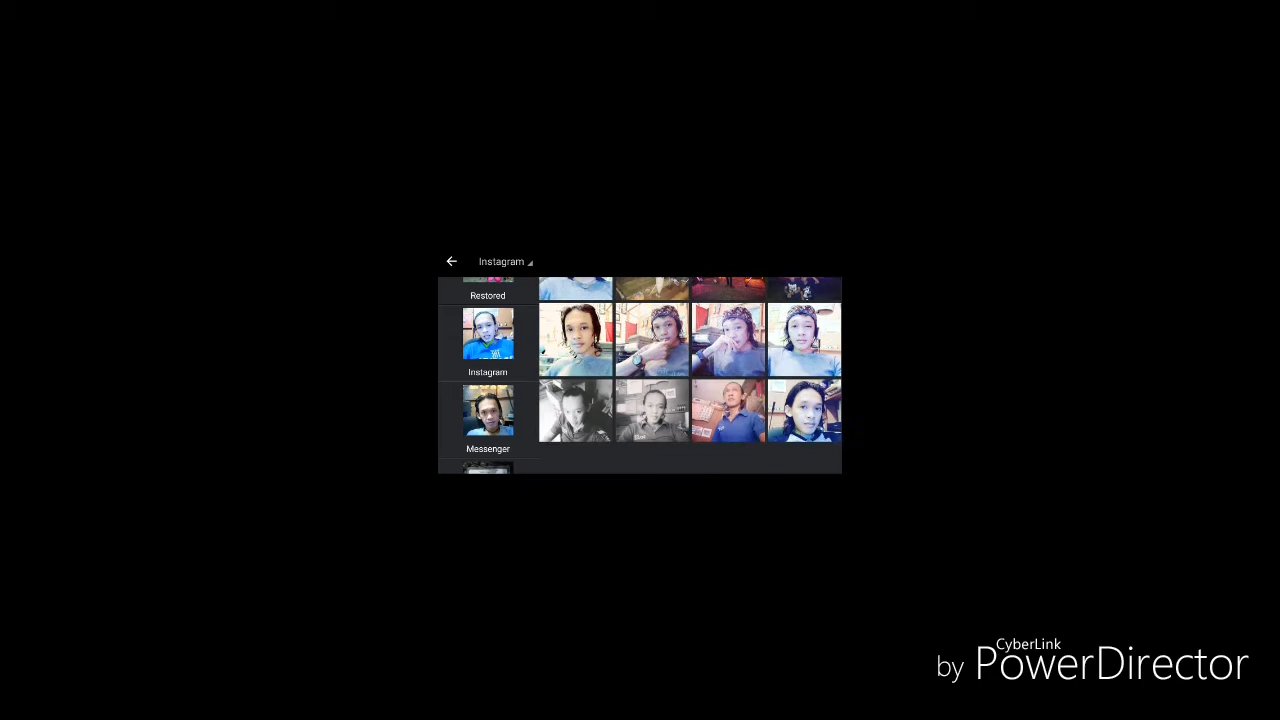 Instagram
Restored
Instagram
Messenger
CyberLink
by PowerDirector